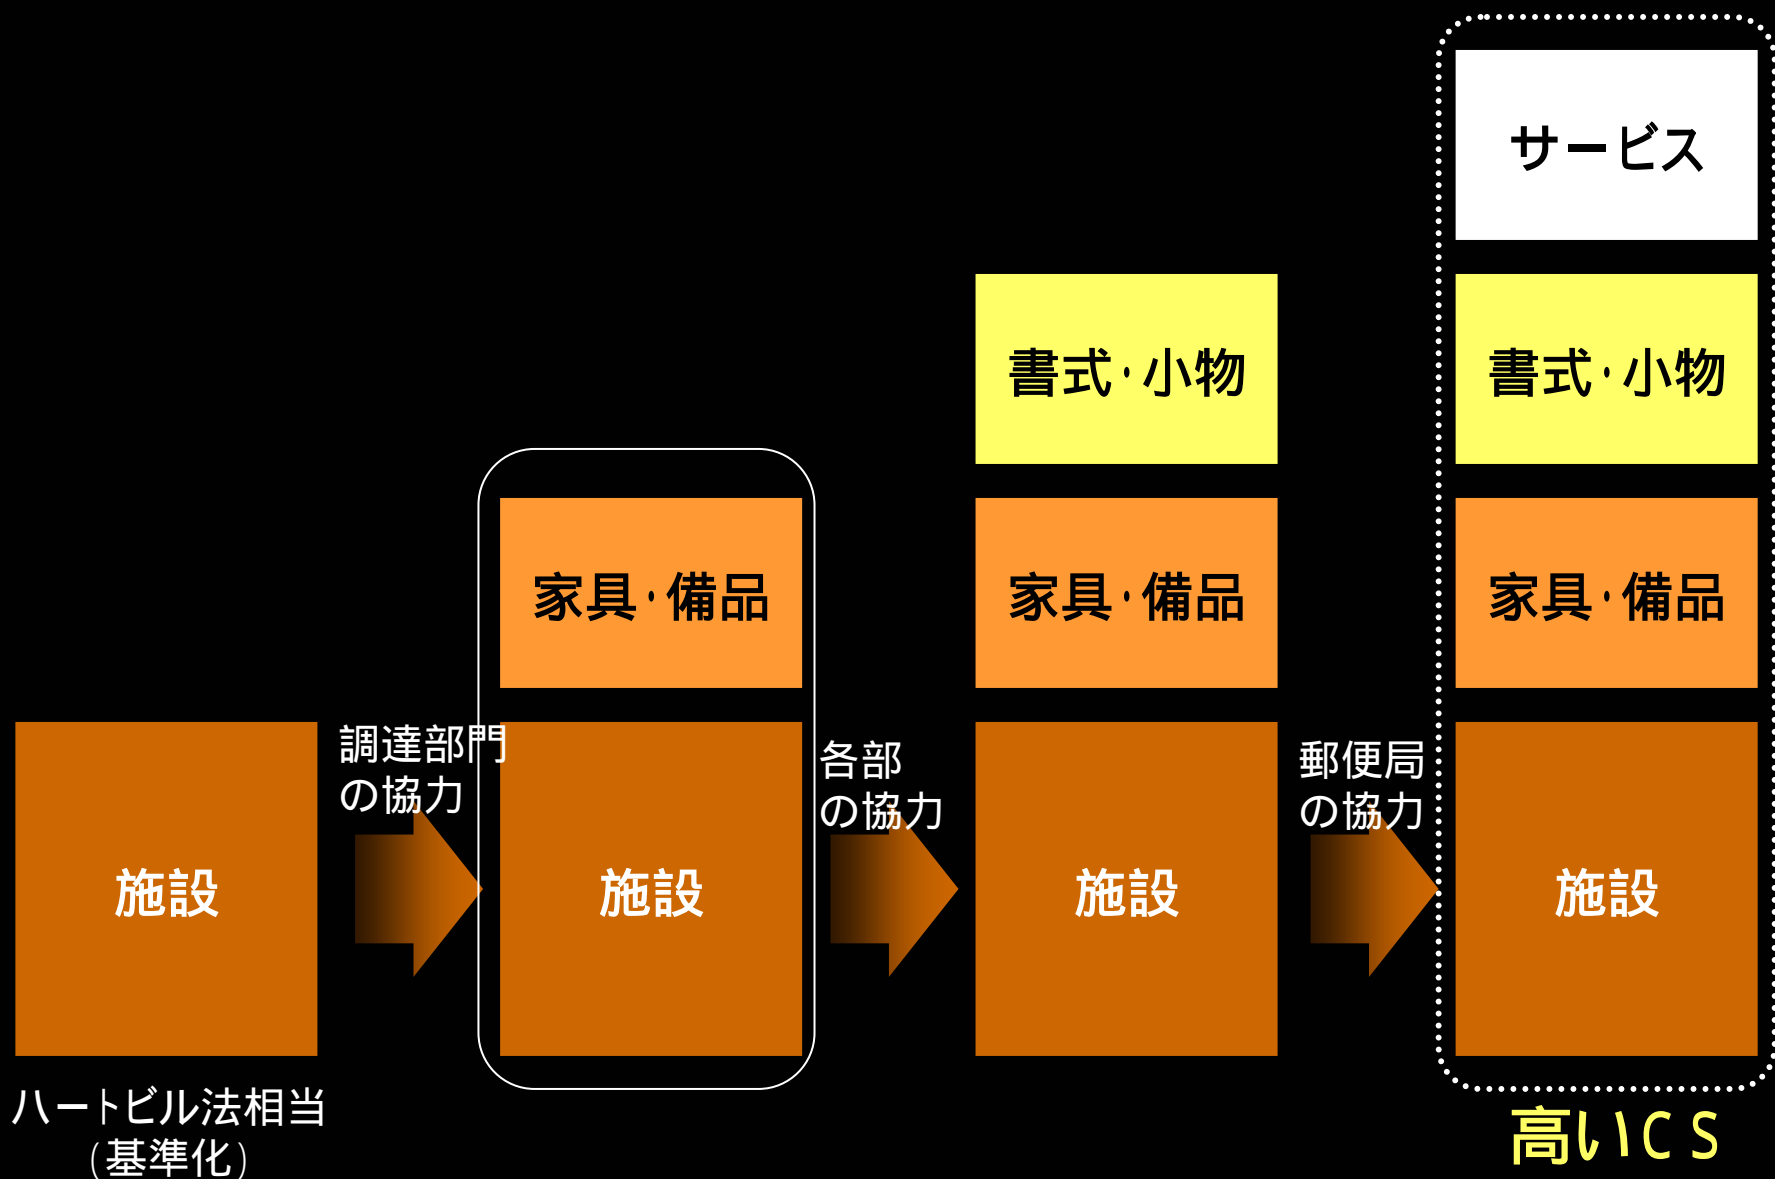 サービス
書式・小物
書式・小物
家具・備品
家具・備品
家具・備品
調達部門
の協力
各部
の協力
郵便局
の協力
施設
施設
施設
施設
ハートビル法相当
(基準化)
高いCS